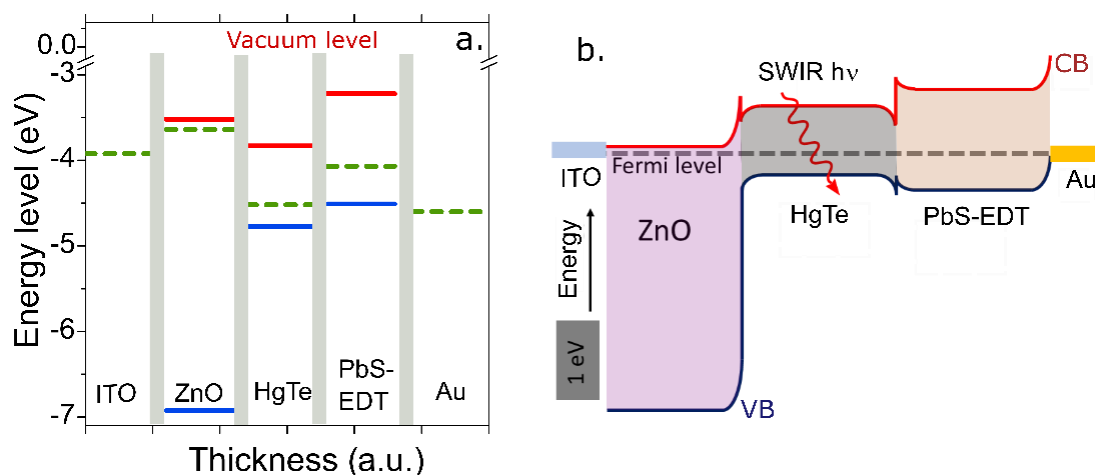 a.
Vacuum level
0.0
-3
-4
-5
-6
-7
Energy level (eV)
ITO
ZnO
HgTe
PbS-
EDT
Au
Thickness (a.u.)
b.
SWIR hν
CB
Fermi level
ITO
Au
HgTe
PbS-EDT
ZnO
Energy
1 eV
VB